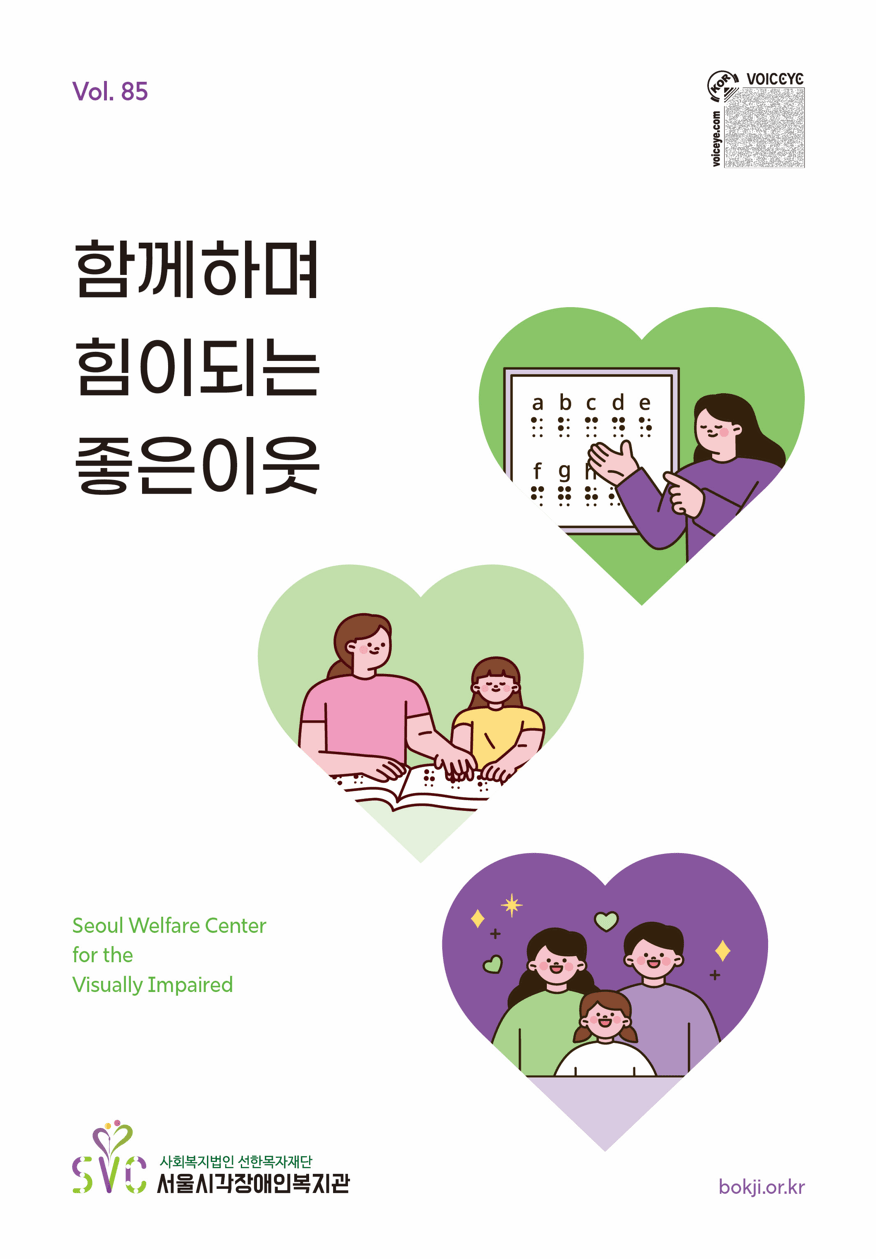 Vol. 85
KOR
VOICEYE
voiceye.com
함께하며
힘이되는
좋은이웃
a b c d e
f g h
Seoul Welfare Center
for the
Visually Impaired
SVC
사회복지법인 선한목자재단
서울시각장애인복지관
bokji.or.kr